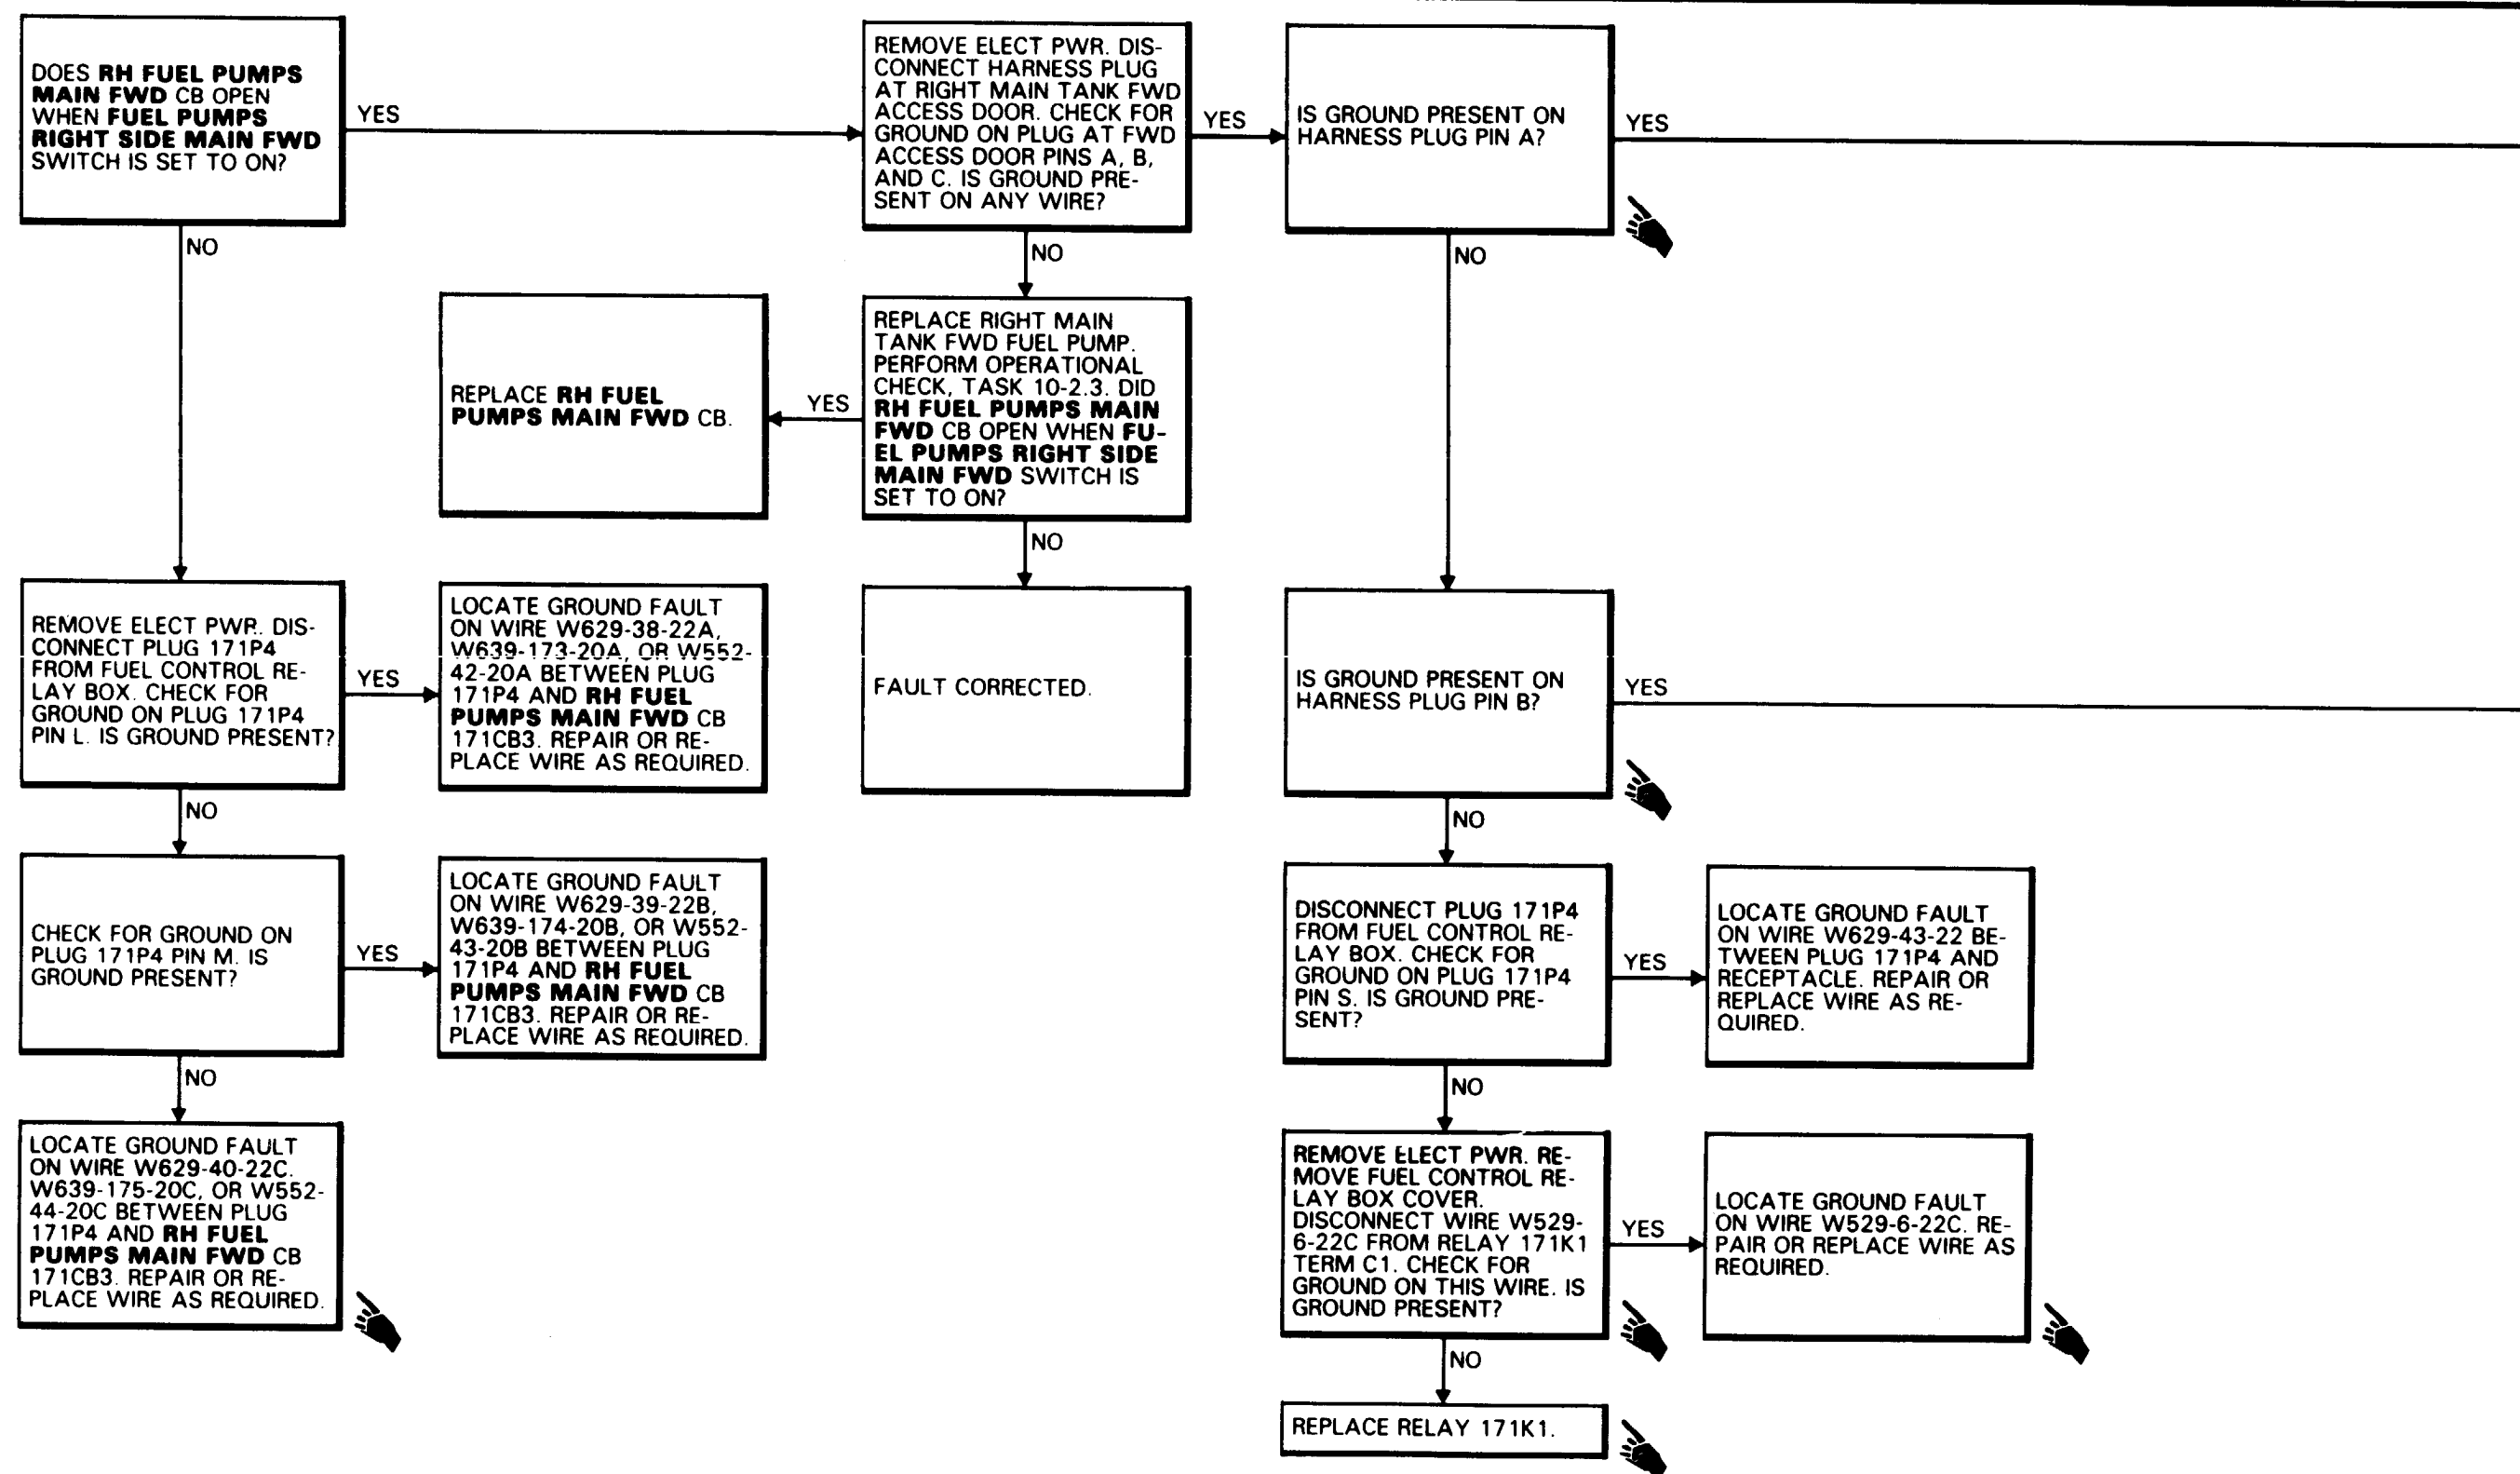 DOES RH FUEL PUMPS
MAIN FWD CB OPEN
WHEN FUEL PUMPS
RIGHT SIDE MAIN FWD
SWITCH IS SET TO ON?
YES
NO
REMOVE ELECT PWR. DIS-
CONNECT HARNESS PLUG
AT RIGHT MAIN TANK FWD
ACCESS DOOR. CHECK FOR
GROUND ON PLUG AT FWD
ACCESS DOOR PINS A, B,
AND C. IS GROUND PRE-
SENT ON ANY WIRE?
YES
NO
IS GROUND PRESENT ON
HARNESS PLUG PIN A?
YES
NO
REPLACE RH FUEL
PUMPS MAIN FWD CB.
YES
REPLACE RIGHT MAIN
TANK FWD FUEL PUMP.
PERFORM OPERATIONAL
CHECK, TASK 10-2.3. DID
RH FUEL PUMPS MAIN
FWD CB OPEN WHEN FU-
EL PUMPS RIGHT SIDE
MAIN FWD SWITCH IS
SET TO ON?
NO
REMOVE ELECT PWR. DIS-
CONNECT PLUG 171P4
FROM FUEL CONTROL RE-
LAY BOX. CHECK FOR
GROUND ON PLUG 171P4
PIN L. IS GROUND PRESENT?
YES
NO
LOCATE GROUND FAULT
ON WIRE W629-38-22A,
W639-173-20A, OR W552-
42-20A BETWEEN PLUG
171P4 AND RH FUEL
PUMPS MAIN FWD CB
171CB3. REPAIR OR RE-
PLACE WIRE AS REQUIRED.
FAULT CORRECTED.
IS GROUND PRESENT ON
HARNESS PLUG PIN B?
YES
NO
CHECK FOR GROUND ON
PLUG 171P4 PIN M. IS
GROUND PRESENT?
YES
NO
LOCATE GROUND FAULT
ON WIRE W629-39-22B,
W639-174-20B, OR W552-
43-20B BETWEEN PLUG
171P4 AND RH FUEL
PUMPS MAIN FWD CB
171CB3. REPAIR OR RE-
PLACE WIRE AS REQUIRED.
DISCONNECT PLUG 171P4
FROM FUEL CONTROL RE-
LAY BOX. CHECK FOR
GROUND ON PLUG 171P4
PIN S. IS GROUND PRE-
SENT?
YES
NO
LOCATE GROUND FAULT
ON WIRE W629-43-22 BE-
TWEEN PLUG 171P4 AND
RECEPTACLE. REPAIR OR
REPLACE WIRE AS RE-
QUIRED.
LOCATE GROUND FAULT
ON WIRE W629-40-22C.
W639-175-20C, OR W552-
44-20C BETWEEN PLUG
171P4 AND RH FUEL
PUMPS MAIN FWD CB
171CB3. REPAIR OR RE-
PLACE WIRE AS REQUIRED.
REMOVE ELECT PWR. RE-
MOVE FUEL CONTROL RE-
LAY BOX COVER.
DISCONNECT WIRE W529-
6-22C FROM RELAY 171K1
TERM C1. CHECK FOR
GROUND ON THIS WIRE. IS
GROUND PRESENT?
YES
NO
LOCATE GROUND FAULT
ON WIRE W529-6-22C. RE-
PAIR OR REPLACE WIRE AS
REQUIRED.
REPLACE RELAY 171K1.